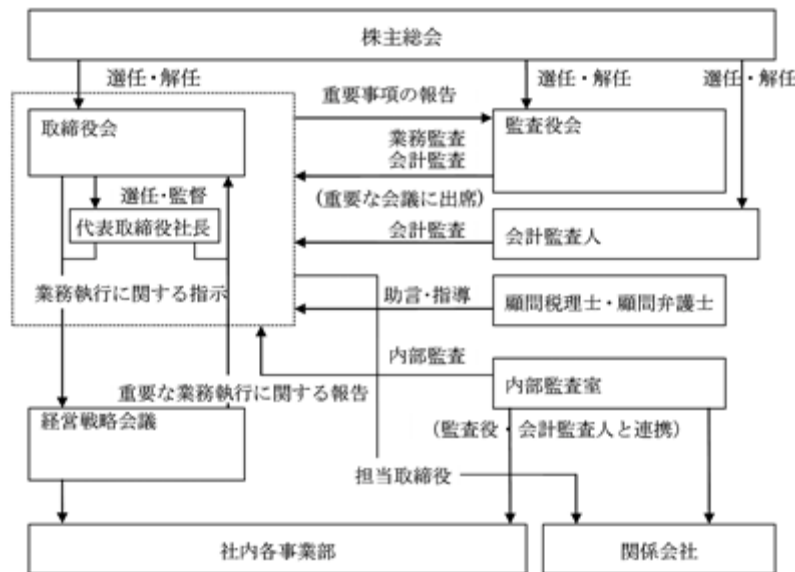 株主総会
選任・解任
選任・解任
選任・解任
重要事項の報告
取締役会
監査役会
業務監査
会計監査
選任・監督
(重要な会議に出席)
代表取締役社長
会計監査
会計監査人
業務執行に関する指示
助言・指導
顧問税理士・顧問弁護士
内部監査
内部監査室
重要な業務執行に関する報告
経営戦略会議
(監査役・会計監査人と連携)
担当取締役
社内各事業部
関係会社